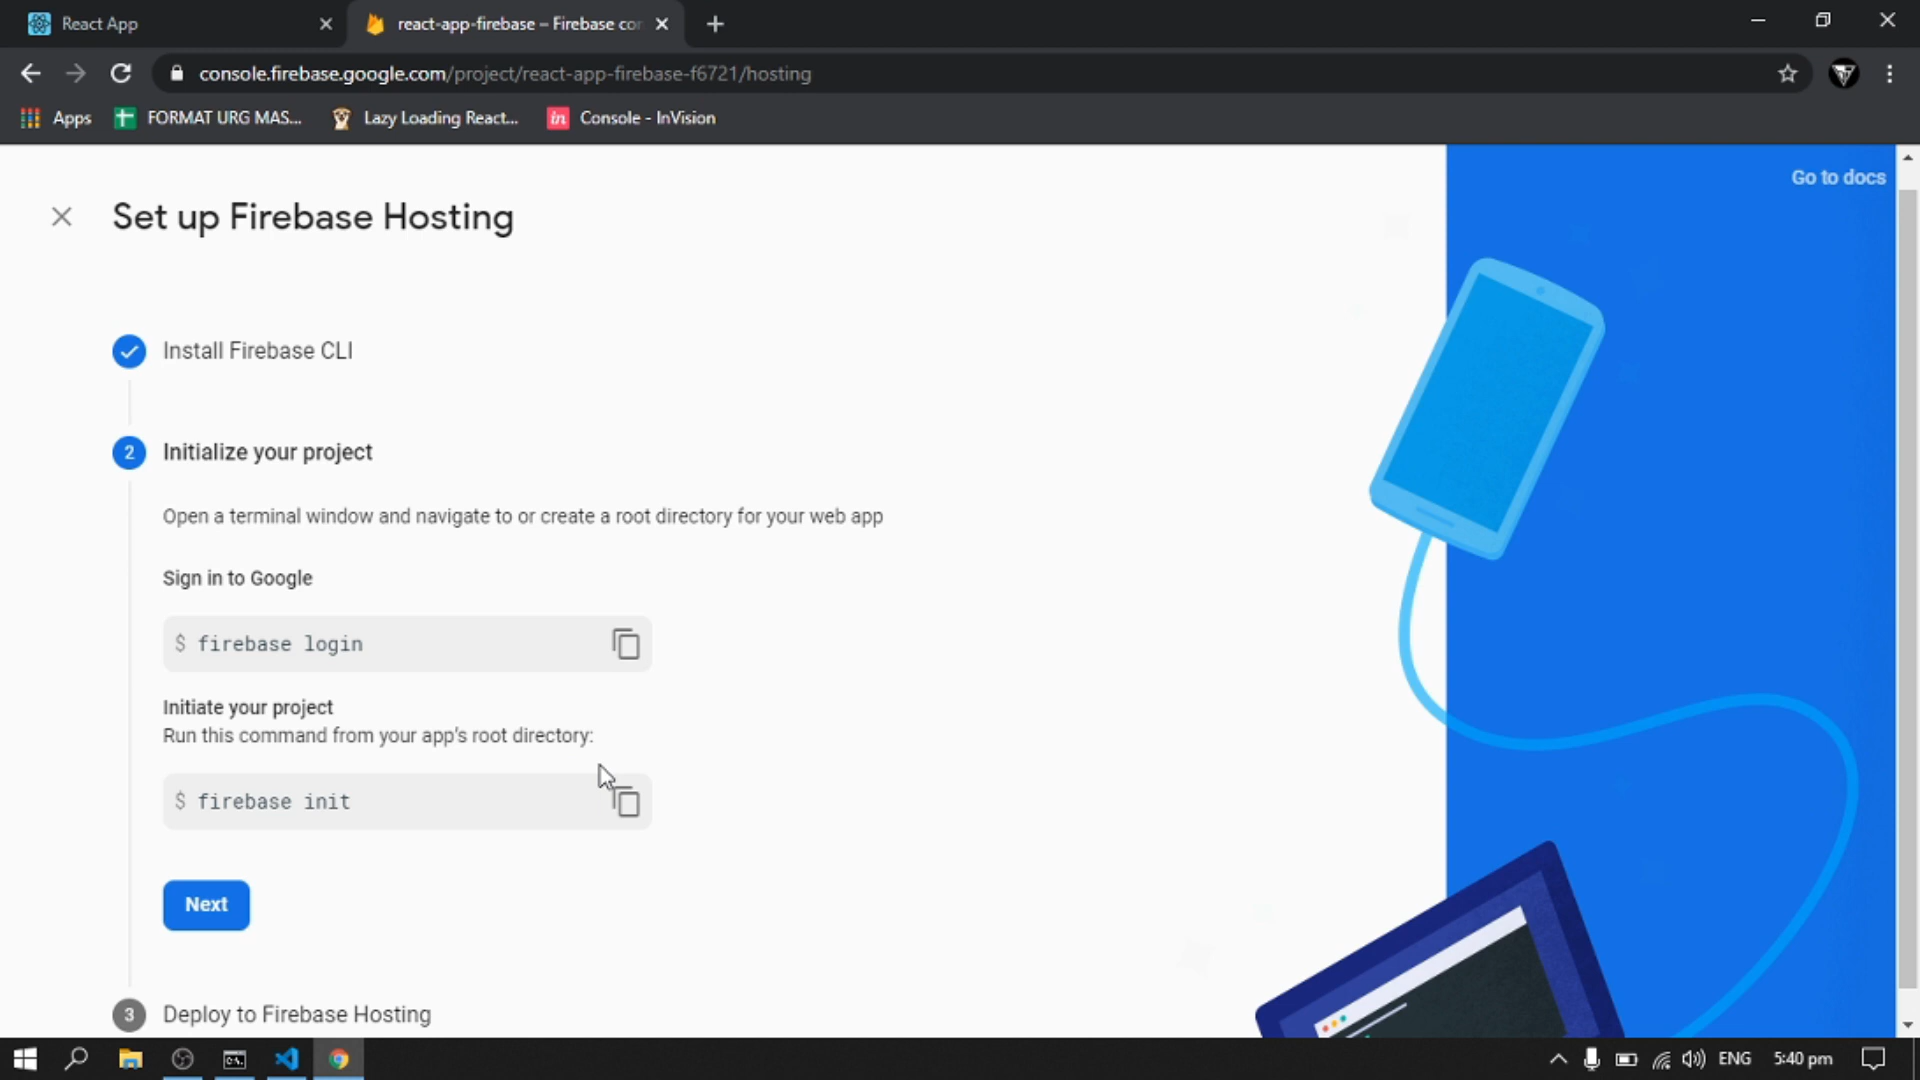 React App
react-app-firebase – Firebase co
console.firebase.google.com/project/react-app-firebase-f6721/hosting
Apps
FORMAT URG MAS...
Lazy Loading React...
in
Console - InVision
Go to docs
Set up Firebase Hosting
Install Firebase CLI
2
Initialize your project
Open a terminal window and navigate to or create a root directory for your web app
Sign in to Google
$ firebase login
Initiate your project
Run this command from your app's root directory:
$ firebase init
Next
3
Deploy to Firebase Hosting
ENG
5:40 pm